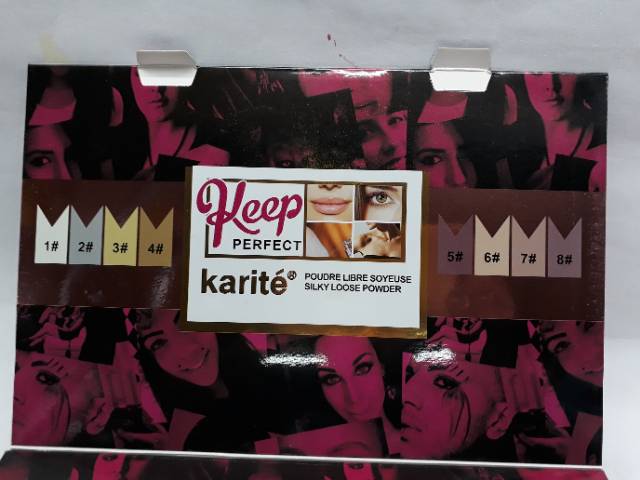 Keep
PERFECT
karité®
POUDRE LIBRE SOYEUSE
SILKY LOOSE POWDER
1# 2# 3# 4#
5# 6# 7# 8#